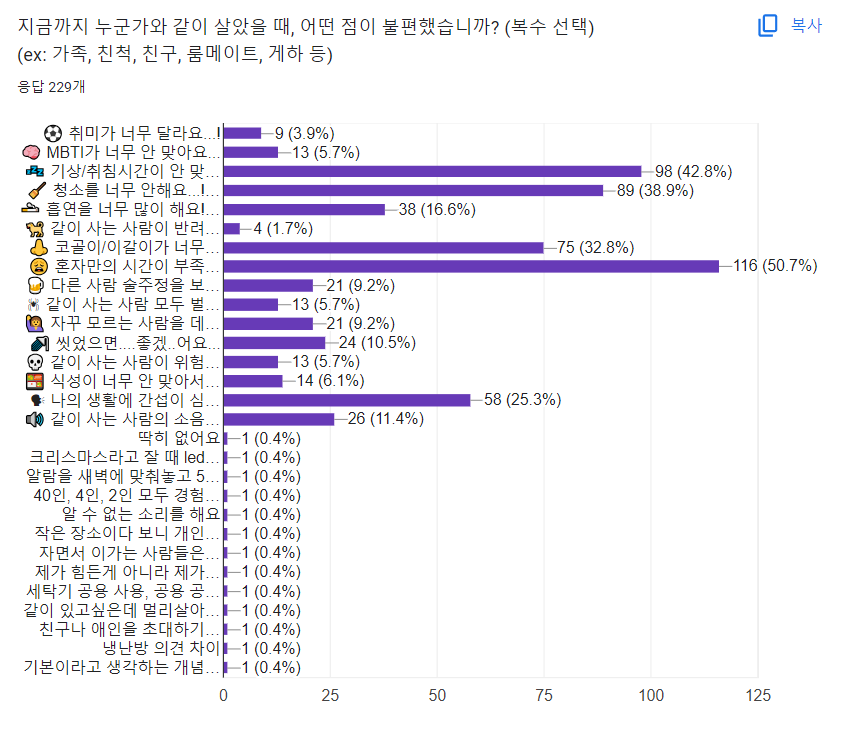 지금까지 누군가와 같이 살았을 때, 어떤 점이 불편했습니까? (복수 선택)
복사
(ex: 가족, 친척, 친구, 룸메이트, 게하 등)
응답 229개
⚽ 취미가 너무 달라요...! 9 (3.9%)
🧠 MBTI가 너무 안 맞아요… 13 (5.7%)
💤 기상/취침시간이 안 맞… 98 (42.8%)
🧹 청소를 너무 안해요...!… 89 (38.9%)
🚬 흡연을 너무 많이 해요!… 38 (16.6%)
🐕 같이 사는 사람이 반려… 4 (1.7%)
👃 코골이/이갈이가 너무… 75 (32.8%)
😩 혼자만의 시간이 부족… 116 (50.7%)
🍺 다른 사람 술주정을 보… 21 (9.2%)
🕷 같이 사는 사람 모두 벌… 13 (5.7%)
🙋 자꾸 모르는 사람을 데… 21 (9.2%)
씻었으면....좋겠..어요… 24 (10.5%)
💀 같이 사는 사람이 위험… 13 (5.7%)
🍱 식성이 너무 안 맞아서… 14 (6.1%)
🗣 나의 생활에 간섭이 심… 58 (25.3%)
🔊 같이 사는 사람의 소음… 26 (11.4%)
딱히 없어요 1 (0.4%)
크리스마스라고 잘 때 led… 1 (0.4%)
알람을 새벽에 맞춰놓고 5… 1 (0.4%)
40인, 4인, 2인 모두 경험… 1 (0.4%)
알 수 없는 소리를 해요 1 (0.4%)
작은 장소이다 보니 개인… 1 (0.4%)
자면서 이가는 사람들은… 1 (0.4%)
제가 힘든게 아니라 제가… 1 (0.4%)
세탁기 공용 사용, 공용 공… 1 (0.4%)
같이 있고싶은데 멀리살아… 1 (0.4%)
친구나 애인을 초대하기… 1 (0.4%)
냉난방 의견 차이 1 (0.4%)
기본이라고 생각하는 개념… 1 (0.4%)
0 25 50 75 100 125